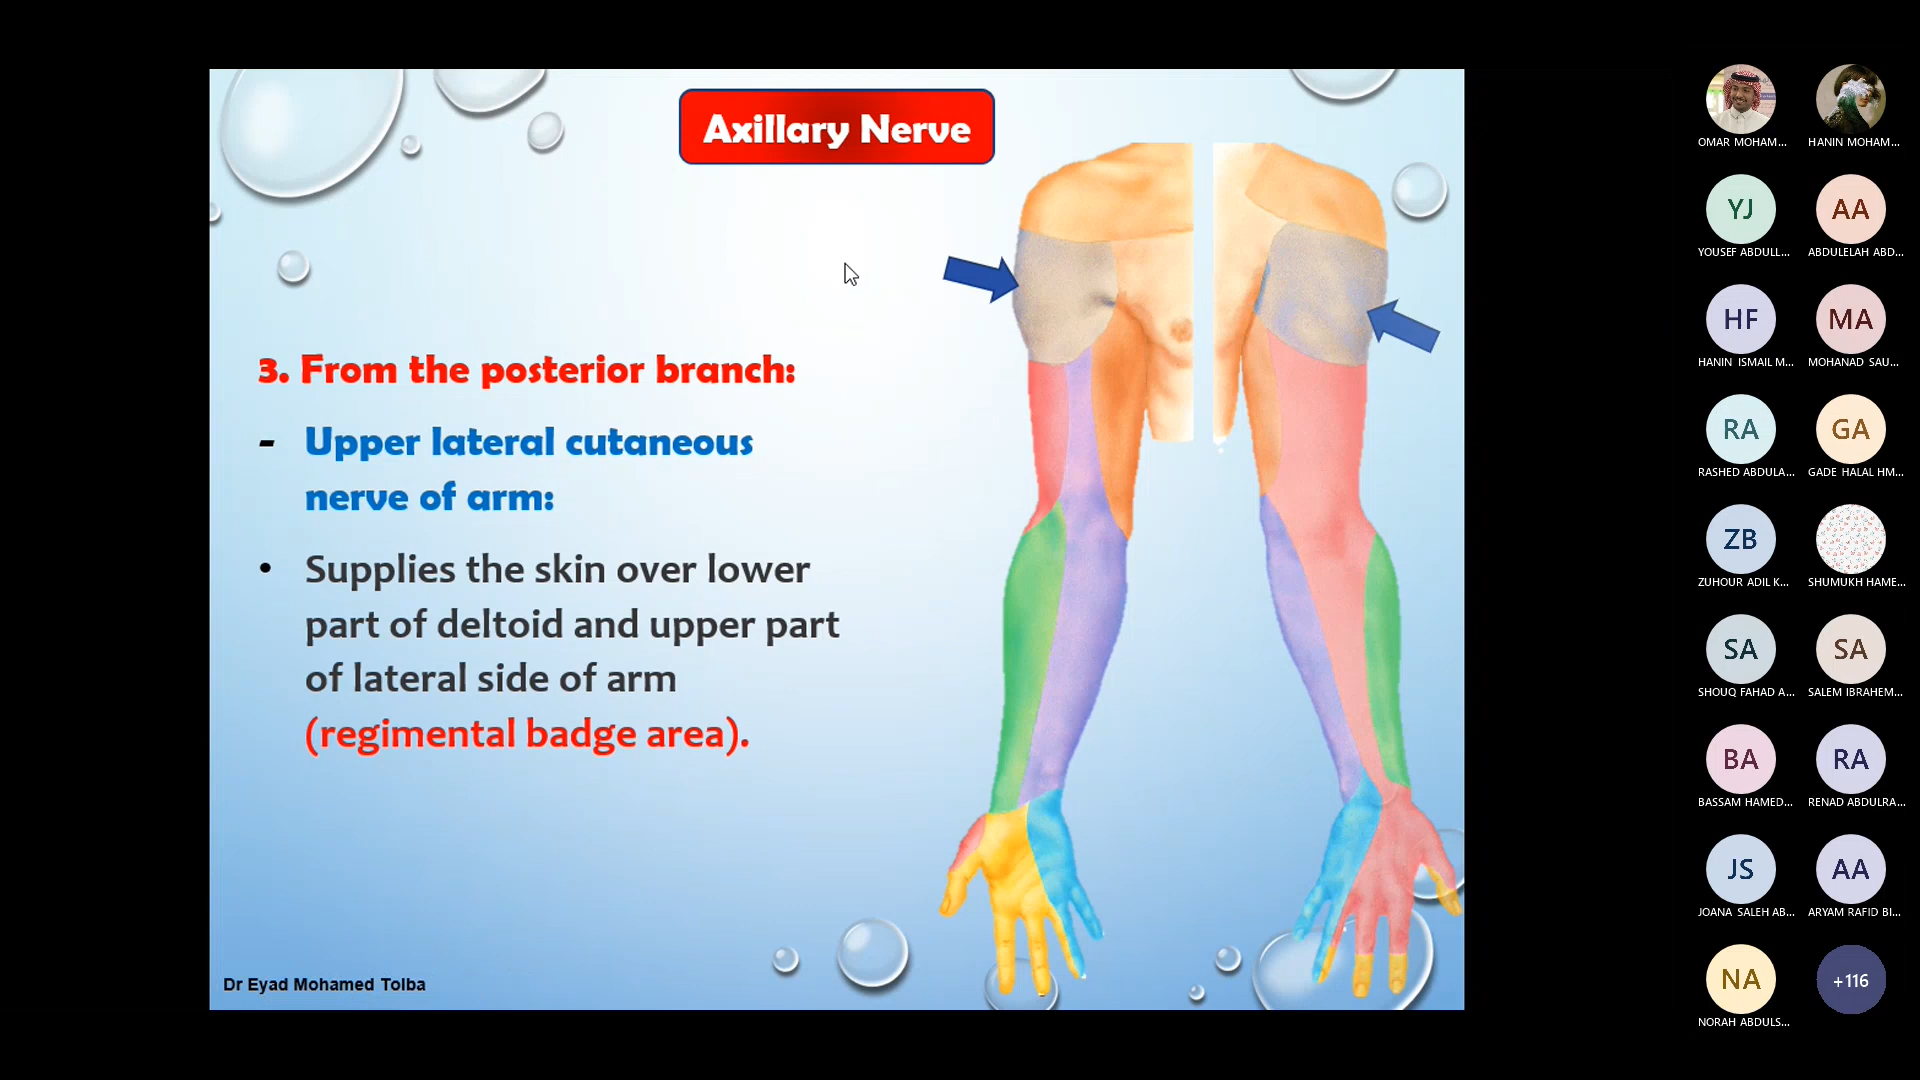 Axillary Nerve
3. From the posterior branch:
- Upper lateral cutaneous
nerve of arm:
• Supplies the skin over lower
part of deltoid and upper part
of lateral side of arm
(regimental badge area).
Dr Eyad Mohamed Tolba
OMAR MOHAM...
HANIN MOHAM...
YJ
AA
YOUSEF ABDULL...
ABDULELAH ABD...
HF
MA
HANIN ISMAIL M...
MOHANAD SAU...
RA
GA
RASHED ABDULA...
GADE HALAL HM...
ZB
ZUHOUR ADIL K...
SHUMUKH HAME...
SA
SA
SHOUQ FAHAD A...
SALEM IBRAHEM...
BA
RA
BASSAM HAMED...
RENAD ABDULRA...
JS
AA
JOANA SALEH AB...
ARYAM RAFID BI...
NA
+116
NORAH ABDULS...